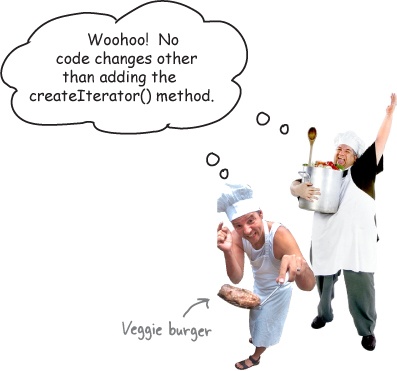 Woohoo! No
code changes other
than adding the
createIterator() method.
Veggie burger